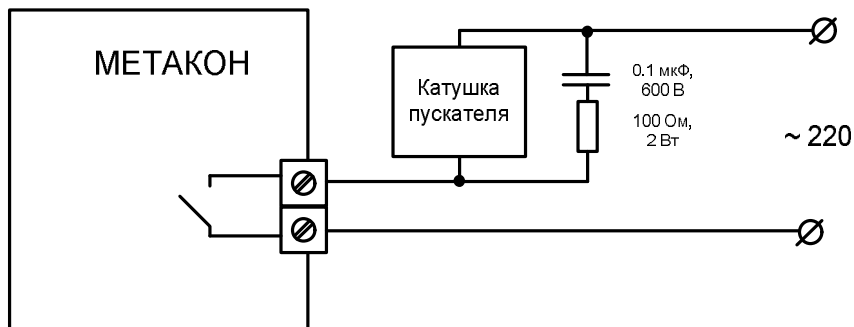 МЕТАКОН
Катушка
пускателя
0.1 мкФ,
600 В
100 Ом,
2 Вт
~ 220